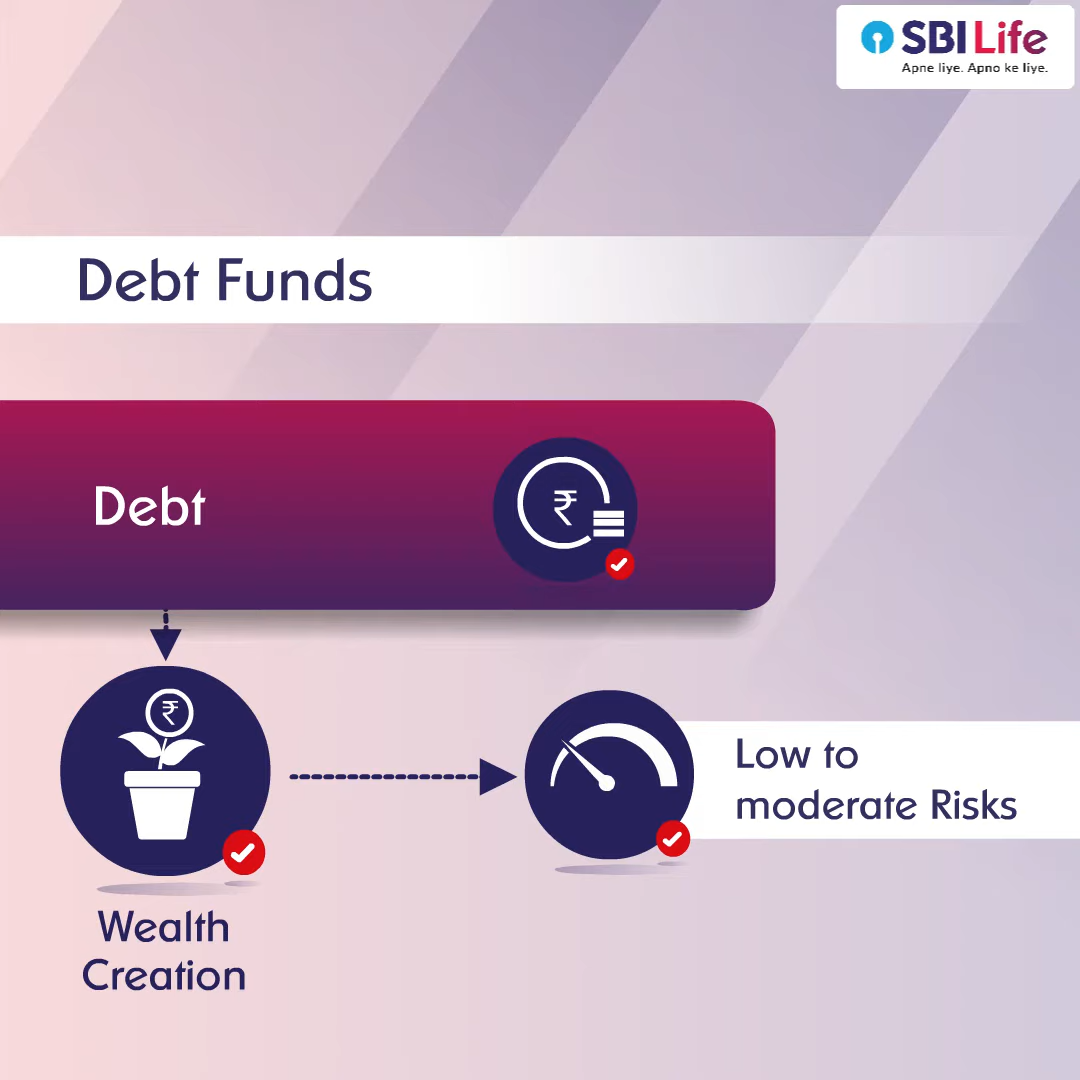 SBI Life
Apne liye. Apno ke liye.
Debt Funds
Debt
₹
₹
Low to
moderate Risks
Wealth
Creation